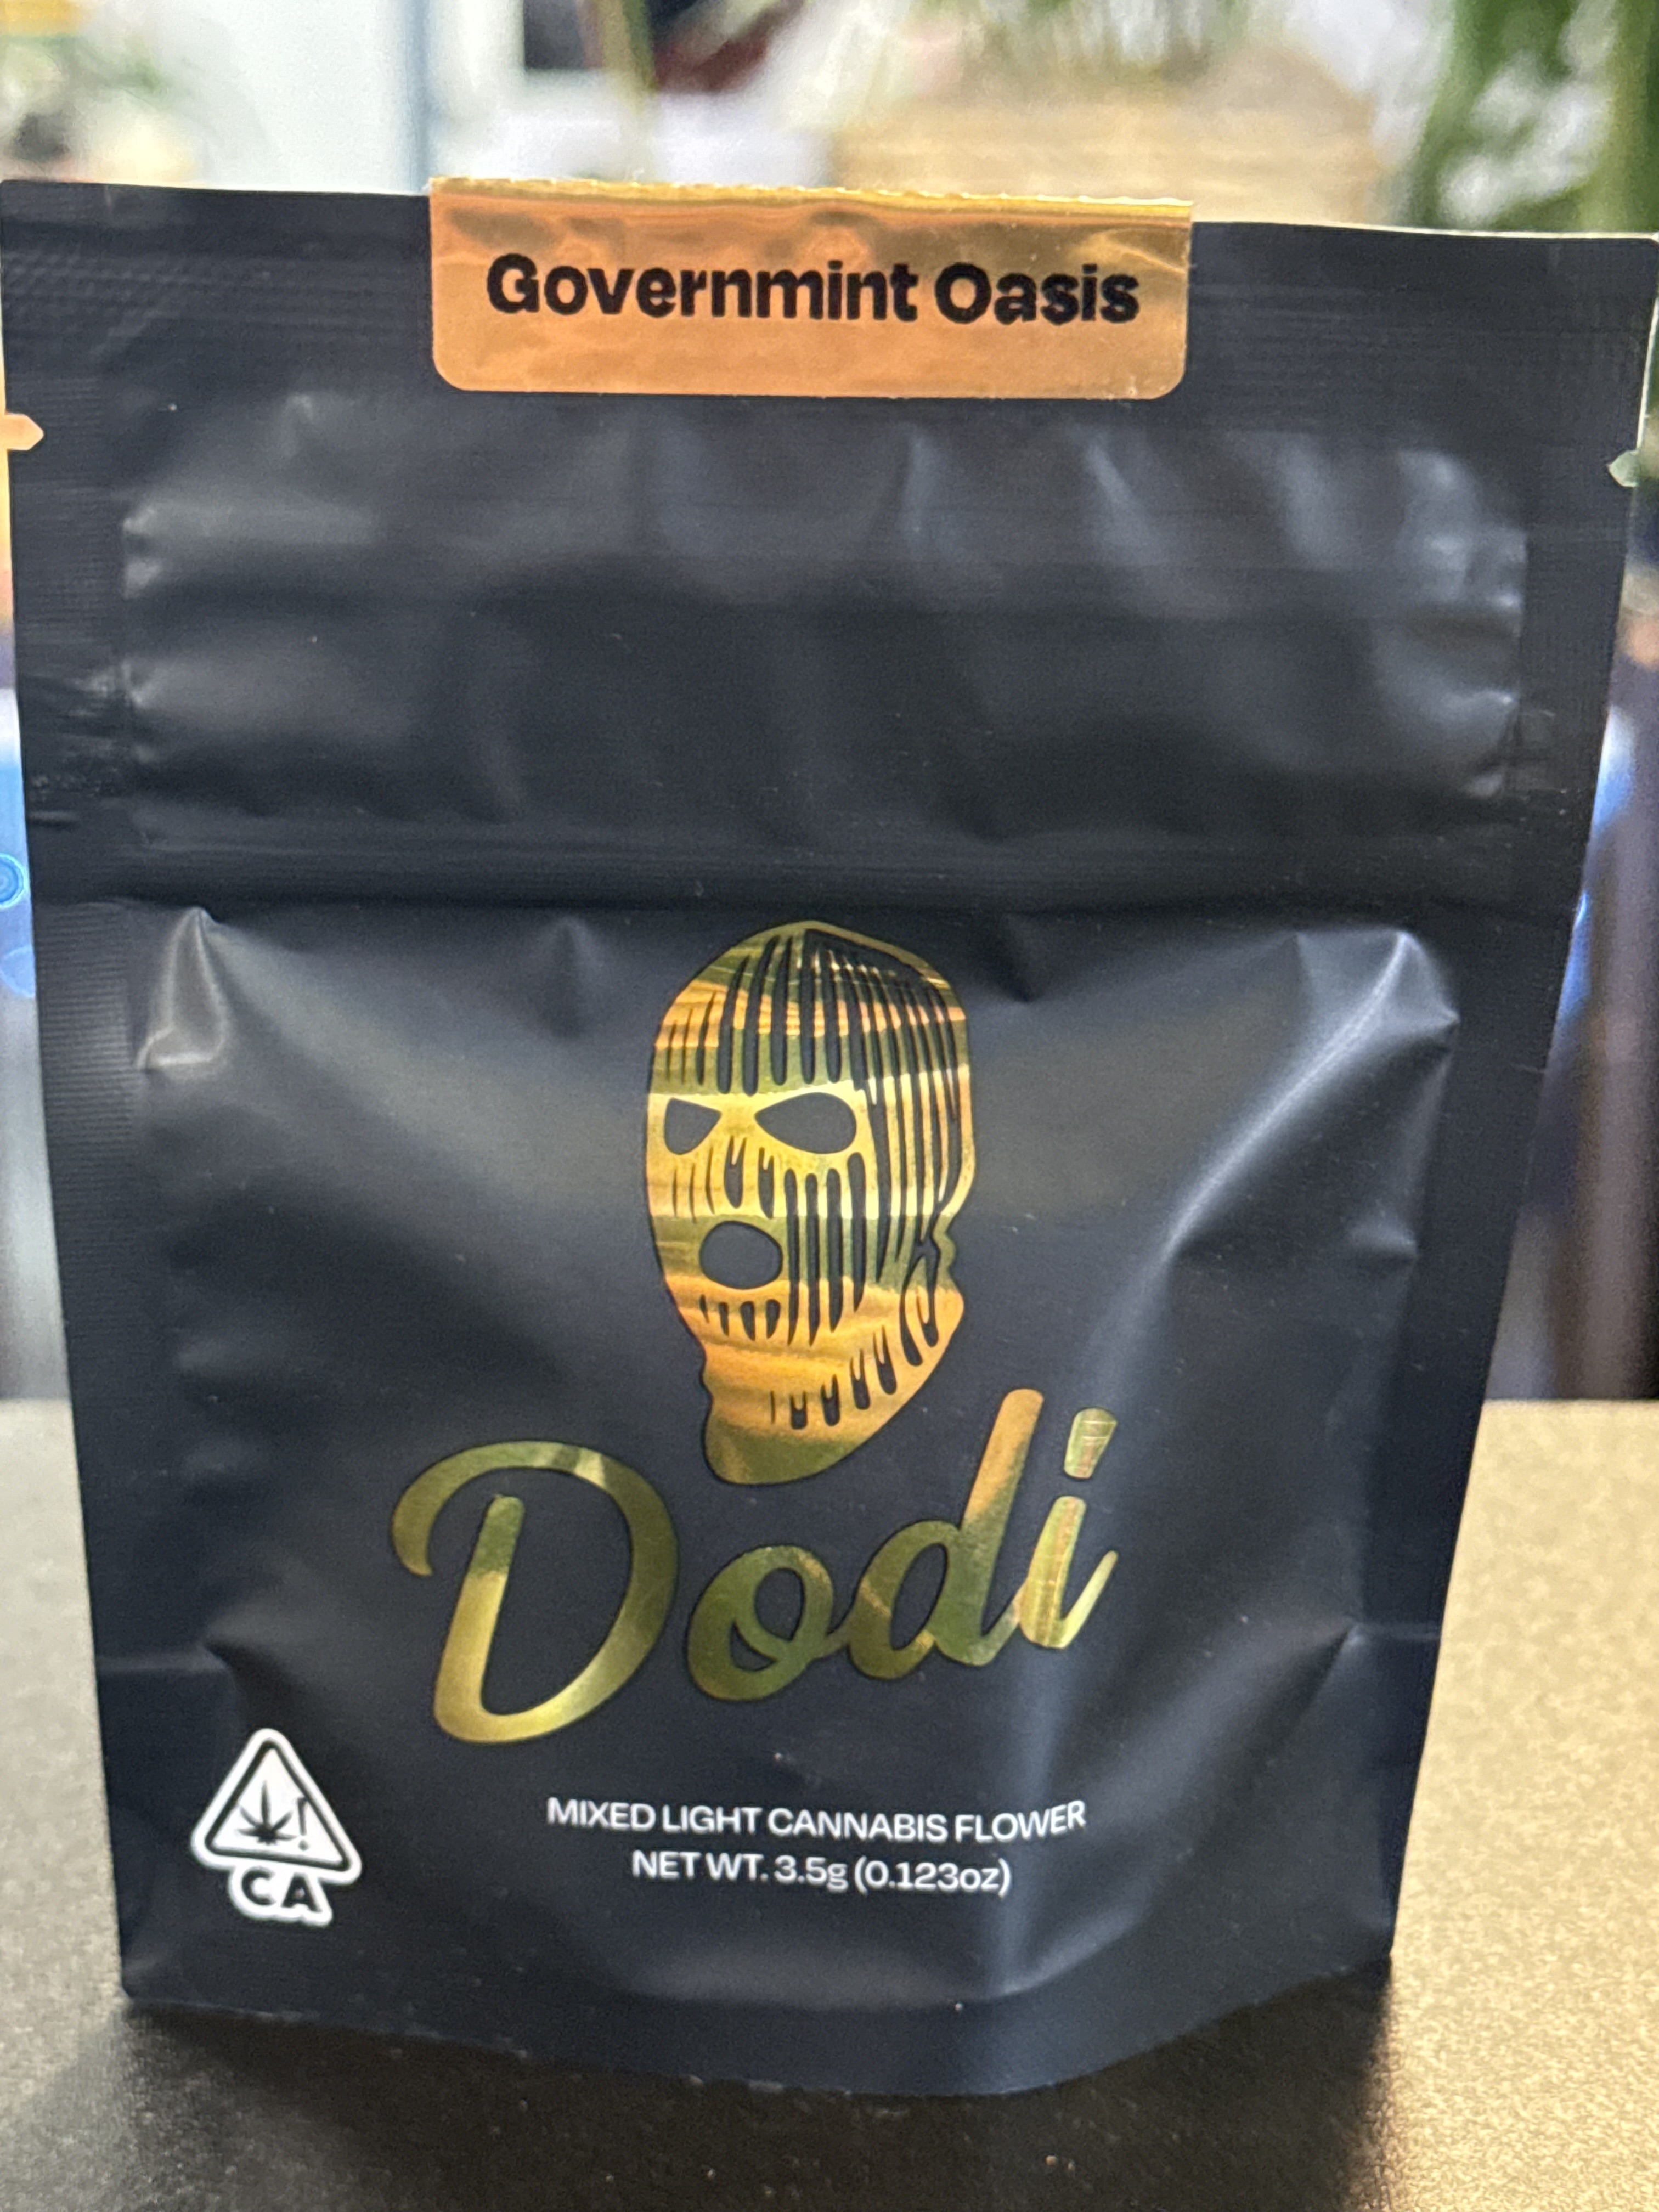 Governmint Oasis
Dodi
MIXED LIGHT CANNABIS FLOWER
NET WT. 3.5g (0.123oz)
!
CA